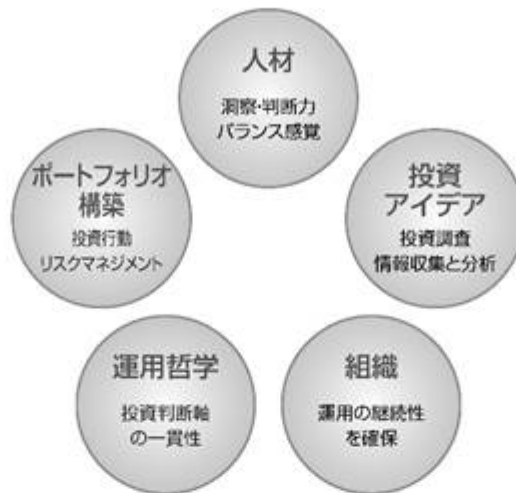 人材
洞察・判断力
バランス感覚
ポートフォリオ
構築
投資行動
リスクマネジメント
投資
アイデア
投資調査
情報収集と分析
運用哲学
投資判断軸
の一貫性
組織
運用の継続性
を確保